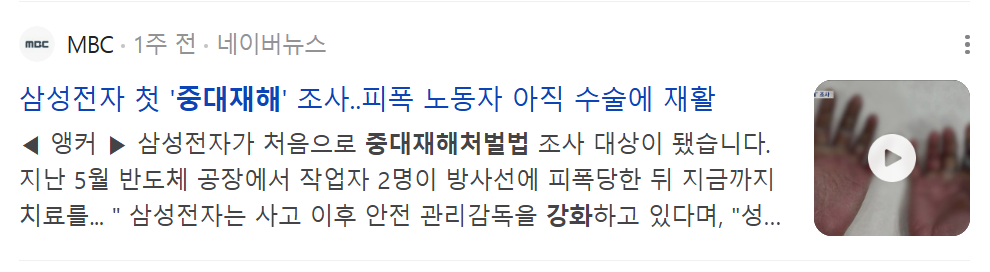 MBC MBC · 1주 전 · 네이버뉴스
삼성전자 첫 '중대재해' 조사..피폭 노동자 아직 수술에 재활
◀ 앵커 ▶ 삼성전자가 처음으로 중대재해처벌법 조사 대상이 됐습니다.
지난 5월 반도체 공장에서 작업자 2명이 방사선에 피폭당한 뒤 지금까지
치료를... " 삼성전자는 사고 이후 안전 관리감독을 강화하고 있다며, "성...
조사"